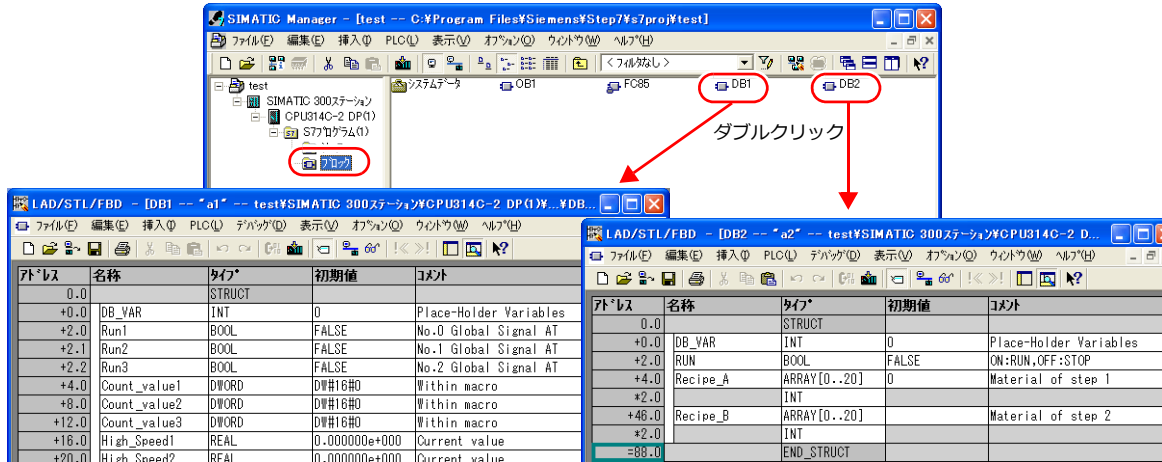 SIMATIC Manager - [test -- C:¥Program Files¥Siemens¥Step7¥s7proj¥test]
ファイル(F) 編集(E) 挿入(I) PLC(L) 表示(V) オプション(O) ウィンドウ(W) ヘルプ(H)
<フィルタなし>
test
SIMATIC 300ステーション
CPU314C-2 DP(1)
S7プログラム(1)
ブロック
システムデータ OB1 FC85 DB1 DB2
ダブルクリック
LAD/STL/FBD - [DB1 -- "a1" -- test¥SIMATIC 300ステーション¥CPU314C-2 DP(1)¥...¥DB...
ファイル(F) 編集(E) 挿入(I) PLC(L) デバッグ(D) 表示(V) オプション(O) ウィンドウ(W) ヘルプ(H)
アドレス 名称 タイプ 初期値 コメント
0.0 STRUCT
+0.0 DB_VAR INT 0 Place-Holder Variables
+2.0 Run1 BOOL FALSE No.0 Global Signal AT
+2.1 Run2 BOOL FALSE No.1 Global Signal AT
+2.2 Run3 BOOL FALSE No.2 Global Signal AT
+4.0 Count_value1 DWORD DW#16#0 Within macro
+8.0 Count_value2 DWORD DW#16#0 Within macro
+12.0 Count_value3 DWORD DW#16#0 Within macro
+16.0 High_Speed1 REAL 0.000000e+000 Current value
+20.0 High_Speed2 REAL 0.000000e+000 Current value
LAD/STL/FBD - [DB2 -- "a2" -- test¥SIMATIC 300ステーション¥CPU314C-2 D...
ファイル(F) 編集(E) 挿入(I) PLC(L) デバッグ(D) 表示(V) オプション(O) ウィンドウ(W) ヘルプ(H)
アドレス 名称 タイプ 初期値 コメント
0.0 STRUCT
+0.0 DB_VAR INT 0 Place-Holder Variables
+2.0 RUN BOOL FALSE ON:RUN,OFF:STOP
+4.0 Recipe_A ARRAY[0..20] 0 Material of step 1
*2.0 INT
+46.0 Recipe_B ARRAY[0..20] Material of step 2
*2.0 INT
=88.0 END_STRUCT